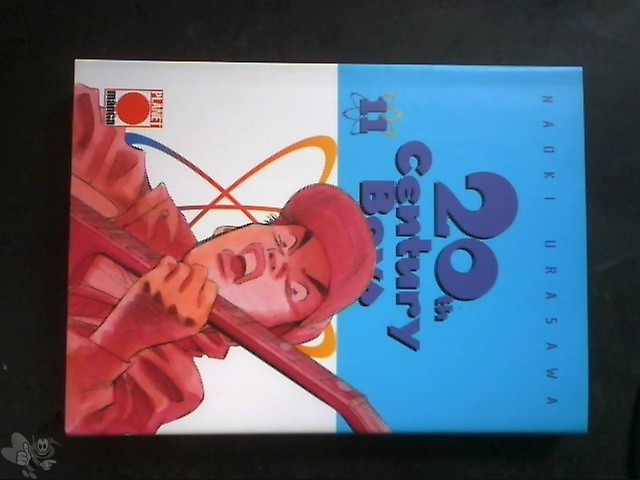 NAOKI URASAWA
20th
Century
Boys
11
PLANET
manga